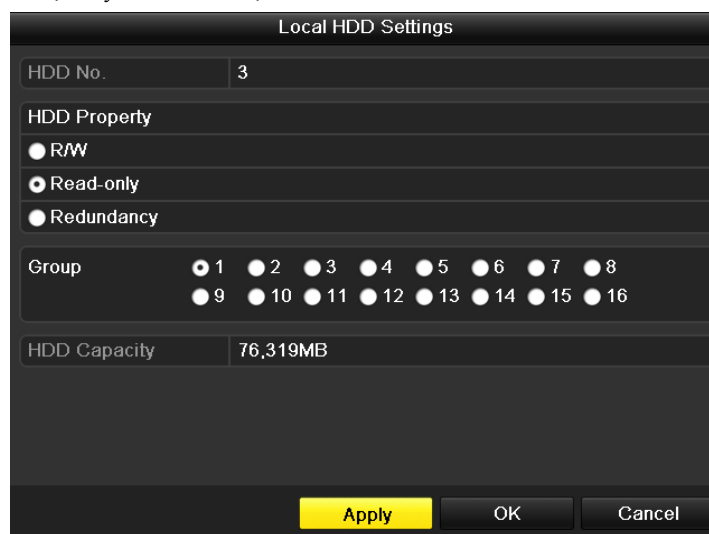 Local HDD Settings
HDD No. 3
HDD Property
R/W
Read-only
Redundancy
Group 1 2 3 4 5 6 7 8
9 10 11 12 13 14 15 16
HDD Capacity 76,319MB
Apply OK Cancel